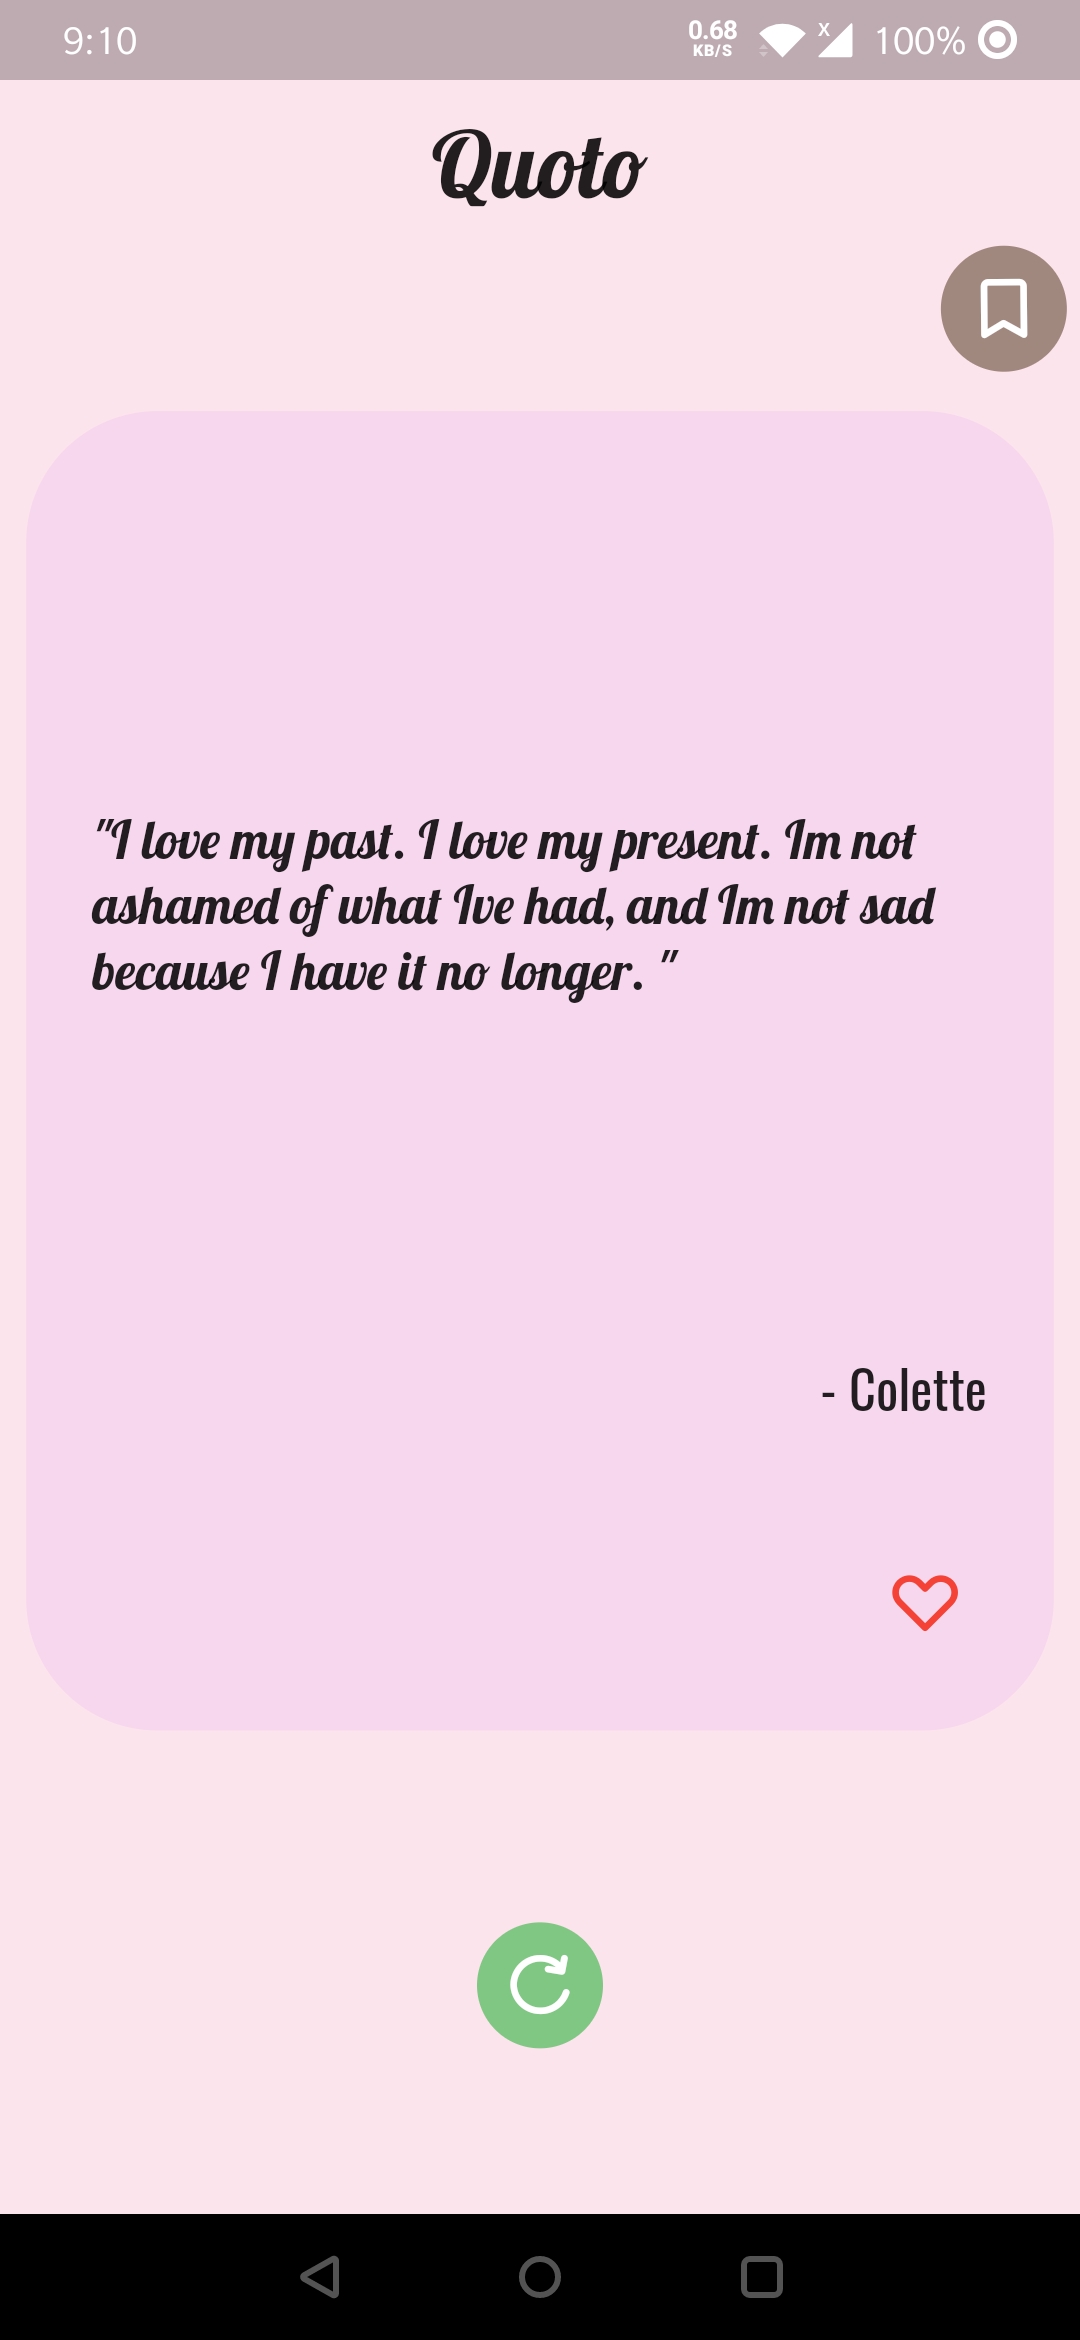 9:10
0.68
KB/S
X
100%
Quoto
"I love my past. I love my present. Im not
ashamed of what Ive had, and Im not sad
because I have it no longer. "
- Colette